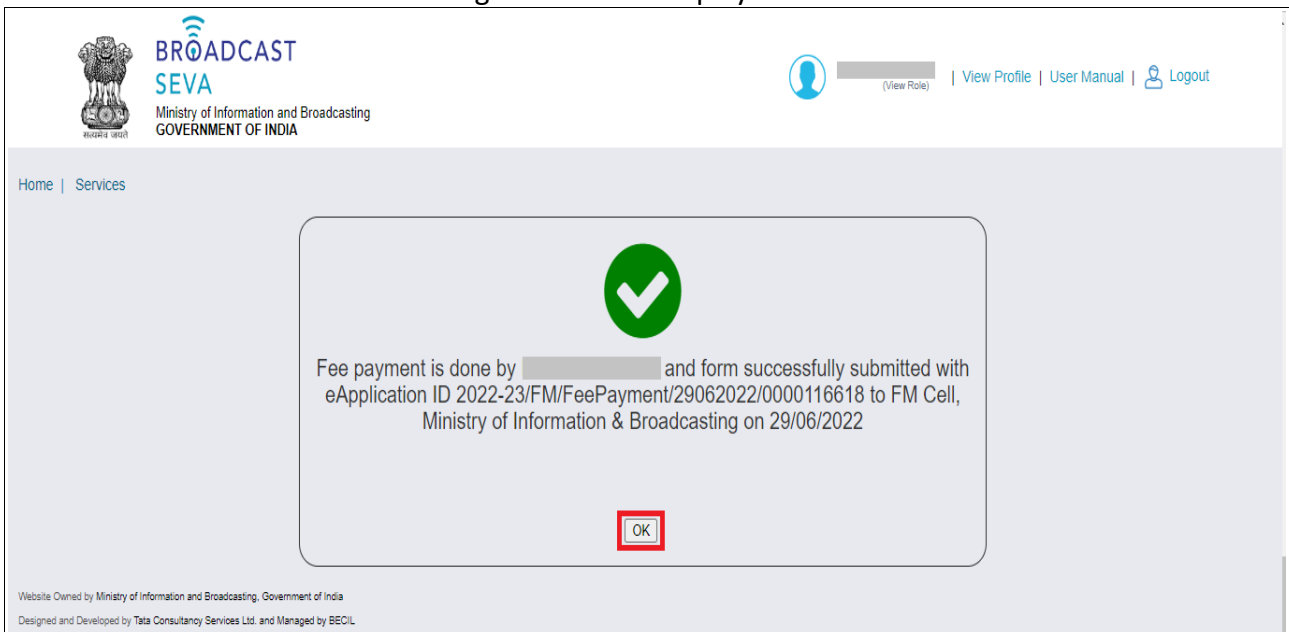 BROADCAST
SEVA
Ministry of Information and Broadcasting
GOVERNMENT OF INDIA
सत्यमेव जयते
(View Role) | View Profile | User Manual | Logout
Home | Services
Fee payment is done by and form successfully submitted with
eApplication ID 2022-23/FM/FeePayment/29062022/0000116618 to FM Cell,
Ministry of Information & Broadcasting on 29/06/2022
OK
Website Owned by Ministry of Information and Broadcasting, Government of India
Designed and Developed by Tata Consultancy Services Ltd. and Managed by BECIL